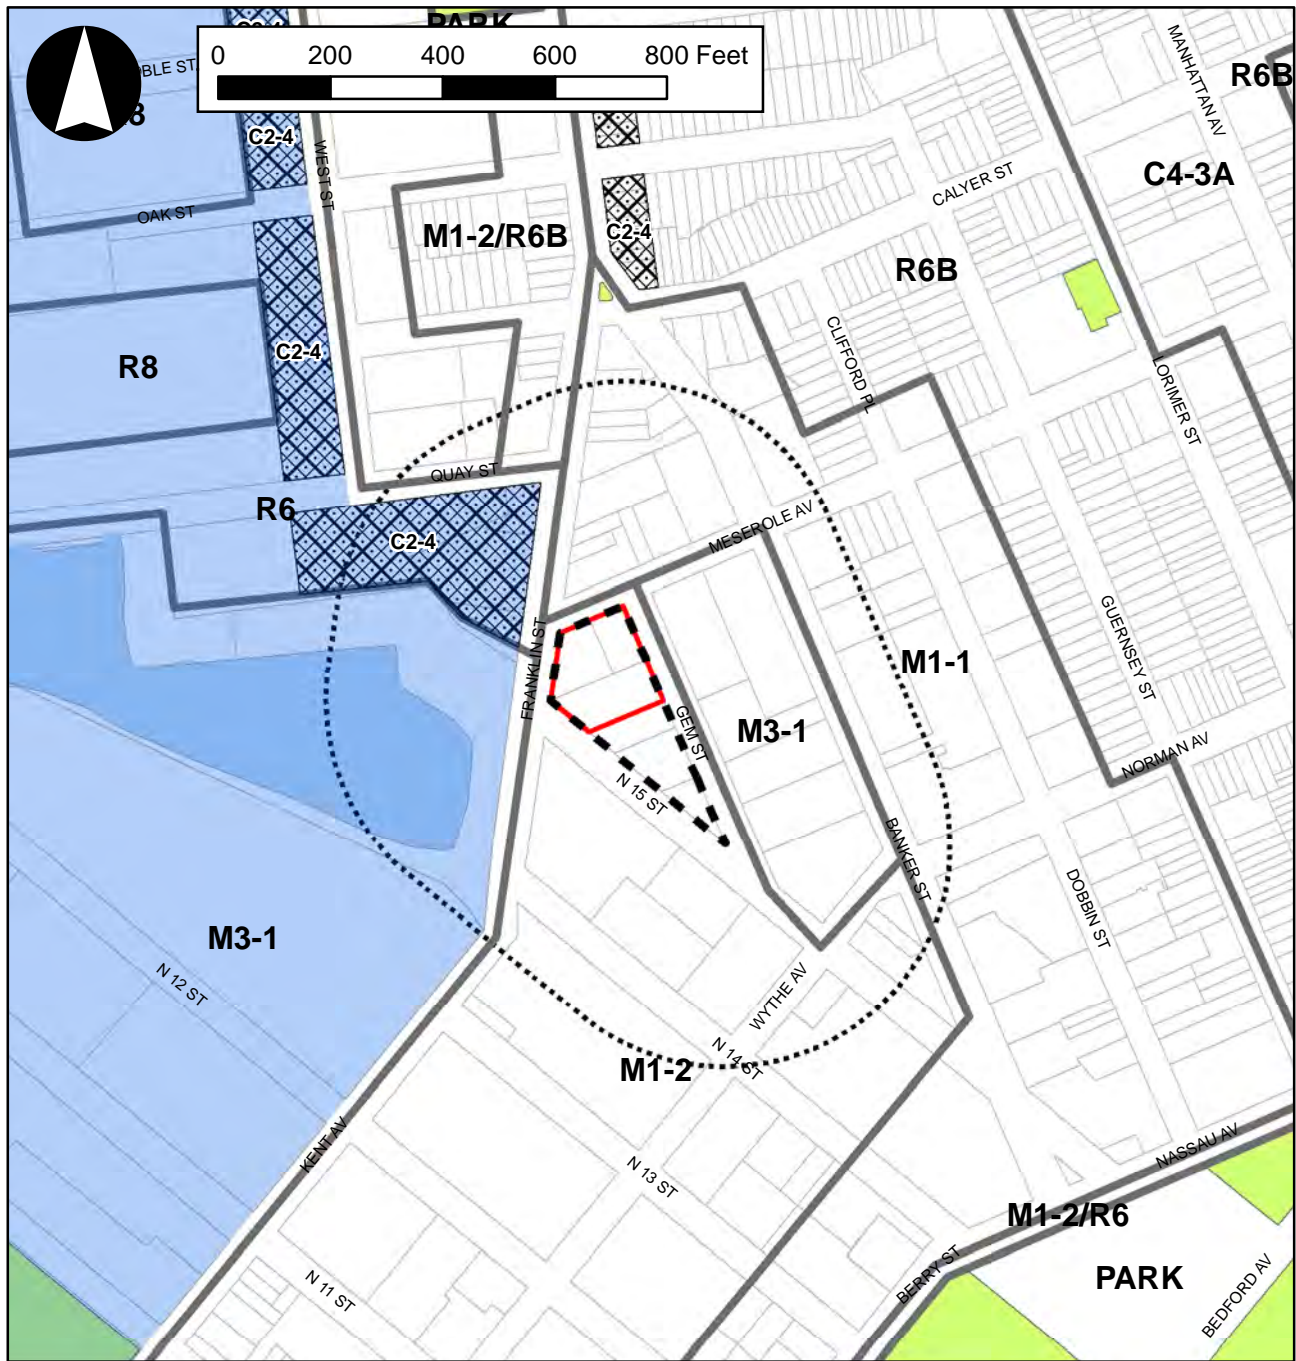 PARK
0 200 400 600 800 Feet
BLE ST
C2-4
WEST ST
OAK ST
M1-2/R6B
C2-4
CALYER ST
MANHATTAN AV
R6B
C4-3A
R6B
R8
C2-4
CLIFFORD PL
LORIMER ST
QUAY ST
R6
C2-4
MESEROLE AV
FRANKLIN ST
GUERNSEY ST
M1-1
GEM ST
M3-1
NORMAN AV
N 15 ST
BANKER ST
DOBBIN ST
M3-1
N 12 ST
WYTHE AV
N 14 ST
M1-2
KENT AV
N 13 ST
NASSAU AV
M1-2/R6
BERRY ST
PARK
BEDFORD AV
N 11 ST